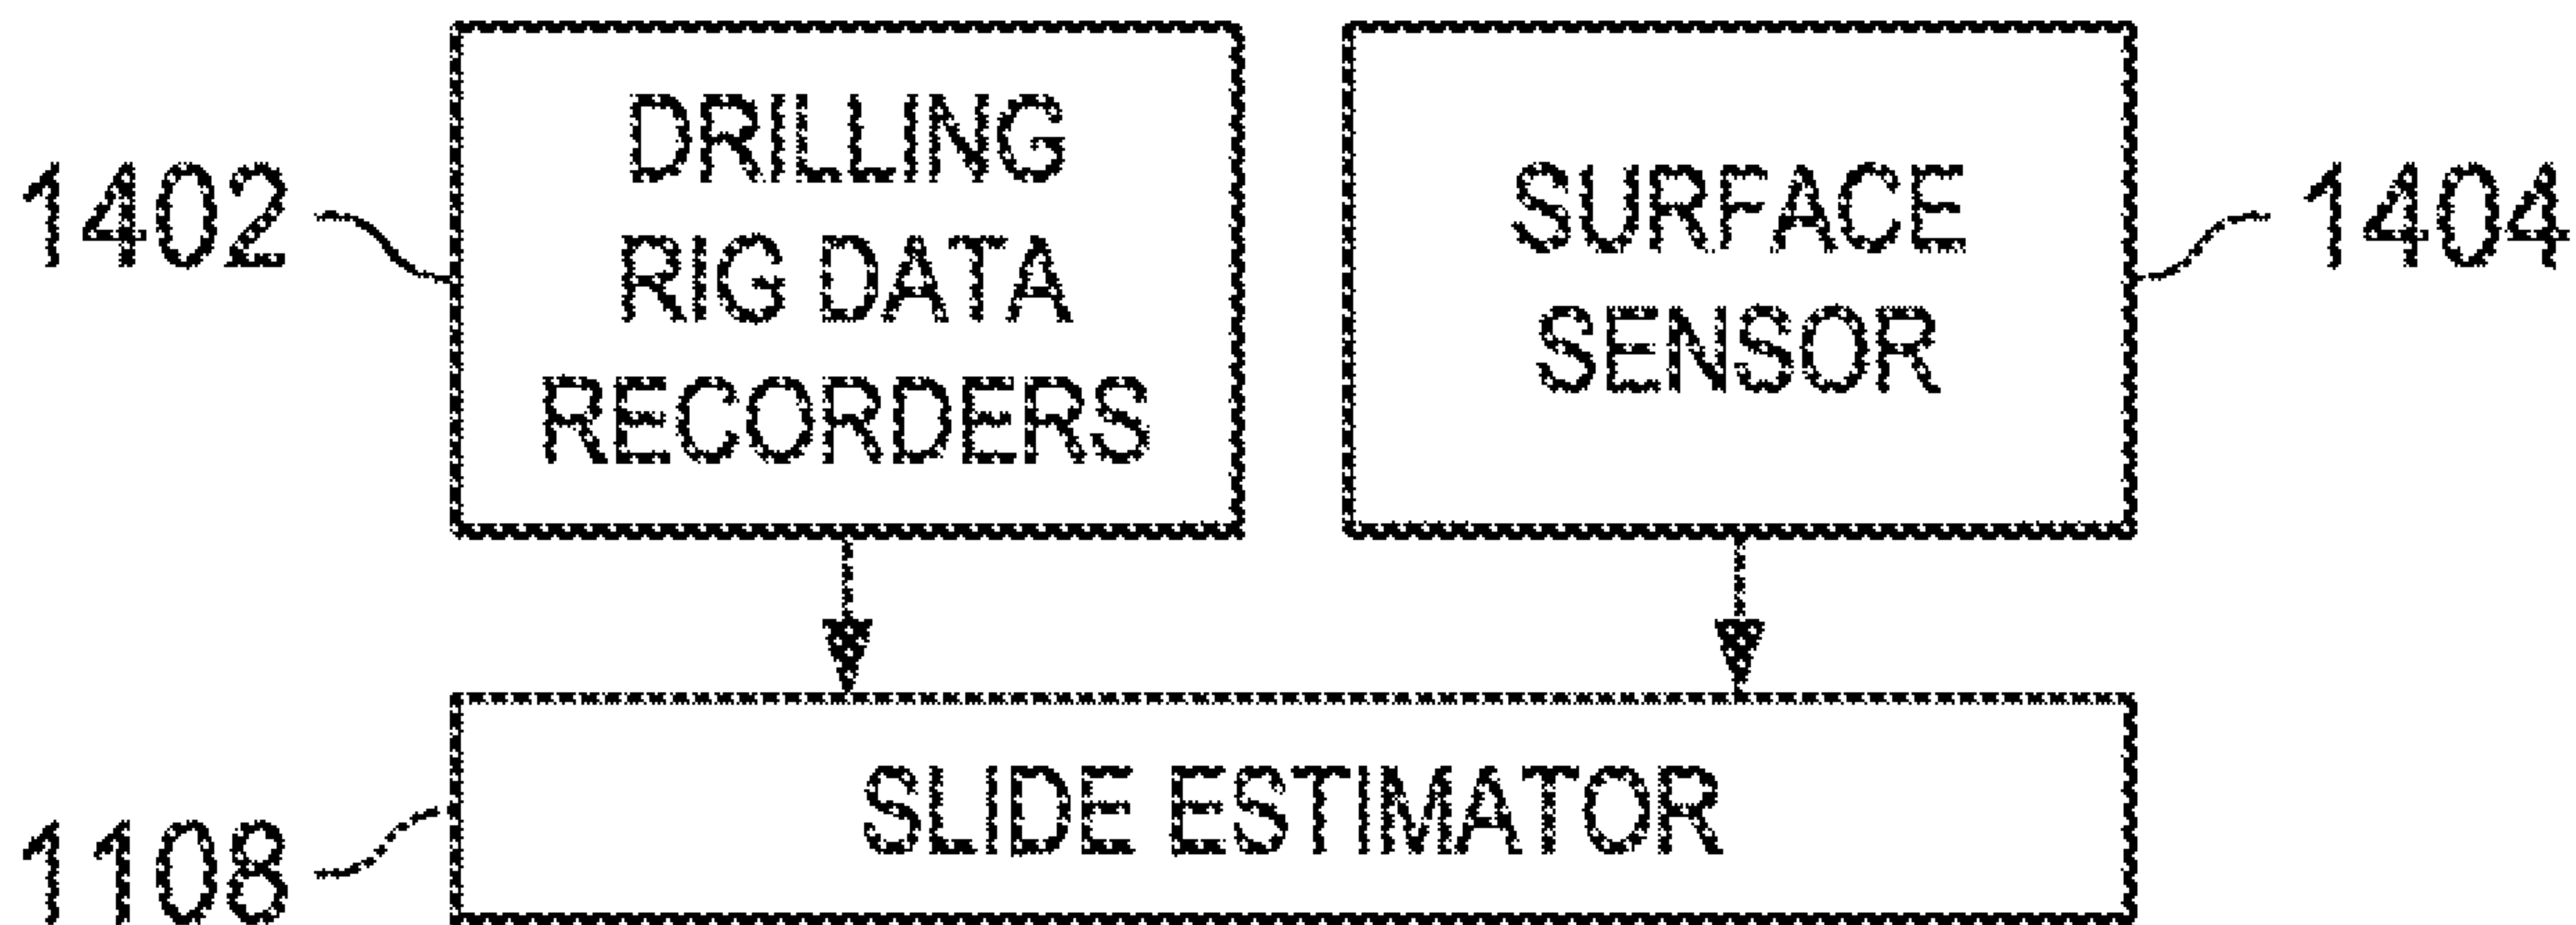 DRILLING
RIG DATA
RECORDERS
1402
SURFACE
SENSOR
1404
SLIDE ESTIMATOR
1108